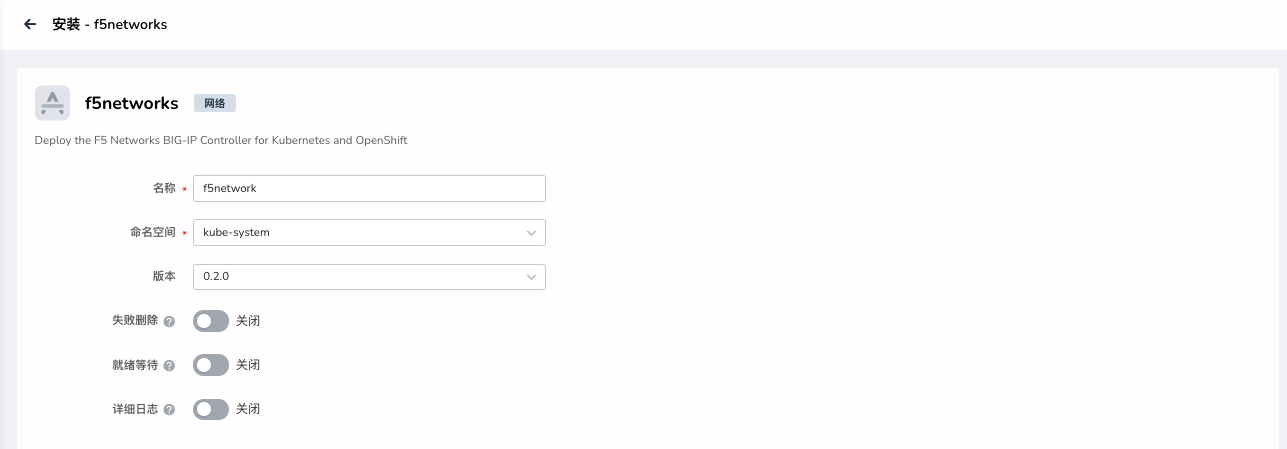 安装 - f5networks
f5networks 网络
Deploy the F5 Networks BIG-IP Controller for Kubernetes and OpenShift
名称 * f5network
命名空间 * kube-system
版本 0.2.0
失败删除 ? 关闭
就绪等待 ? 关闭
详细日志 ? 关闭